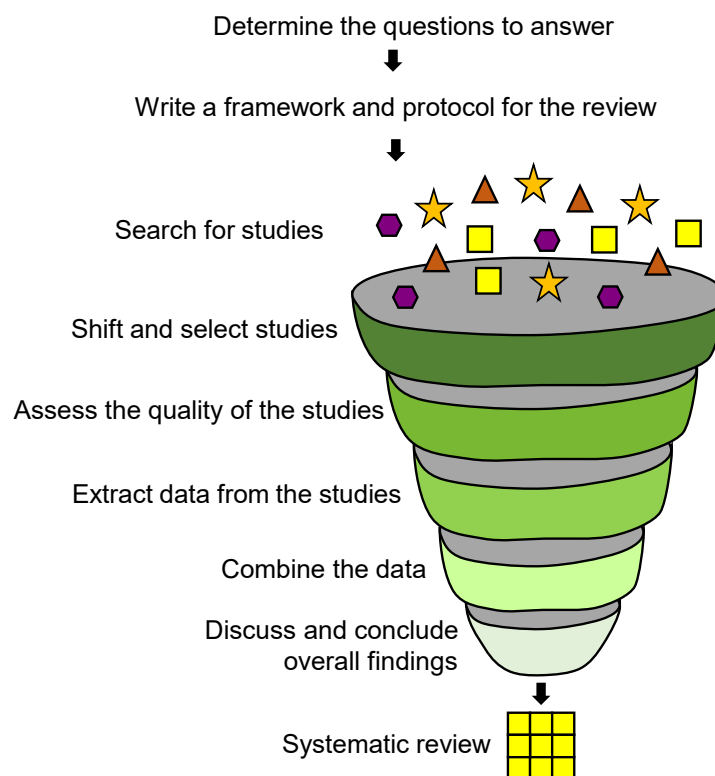 Determine the questions to answer
Write a framework and protocol for the review
Search for studies
Shift and select studies
Assess the quality of the studies
Extract data from the studies
Combine the data
Discuss and conclude
overall findings
Systematic review